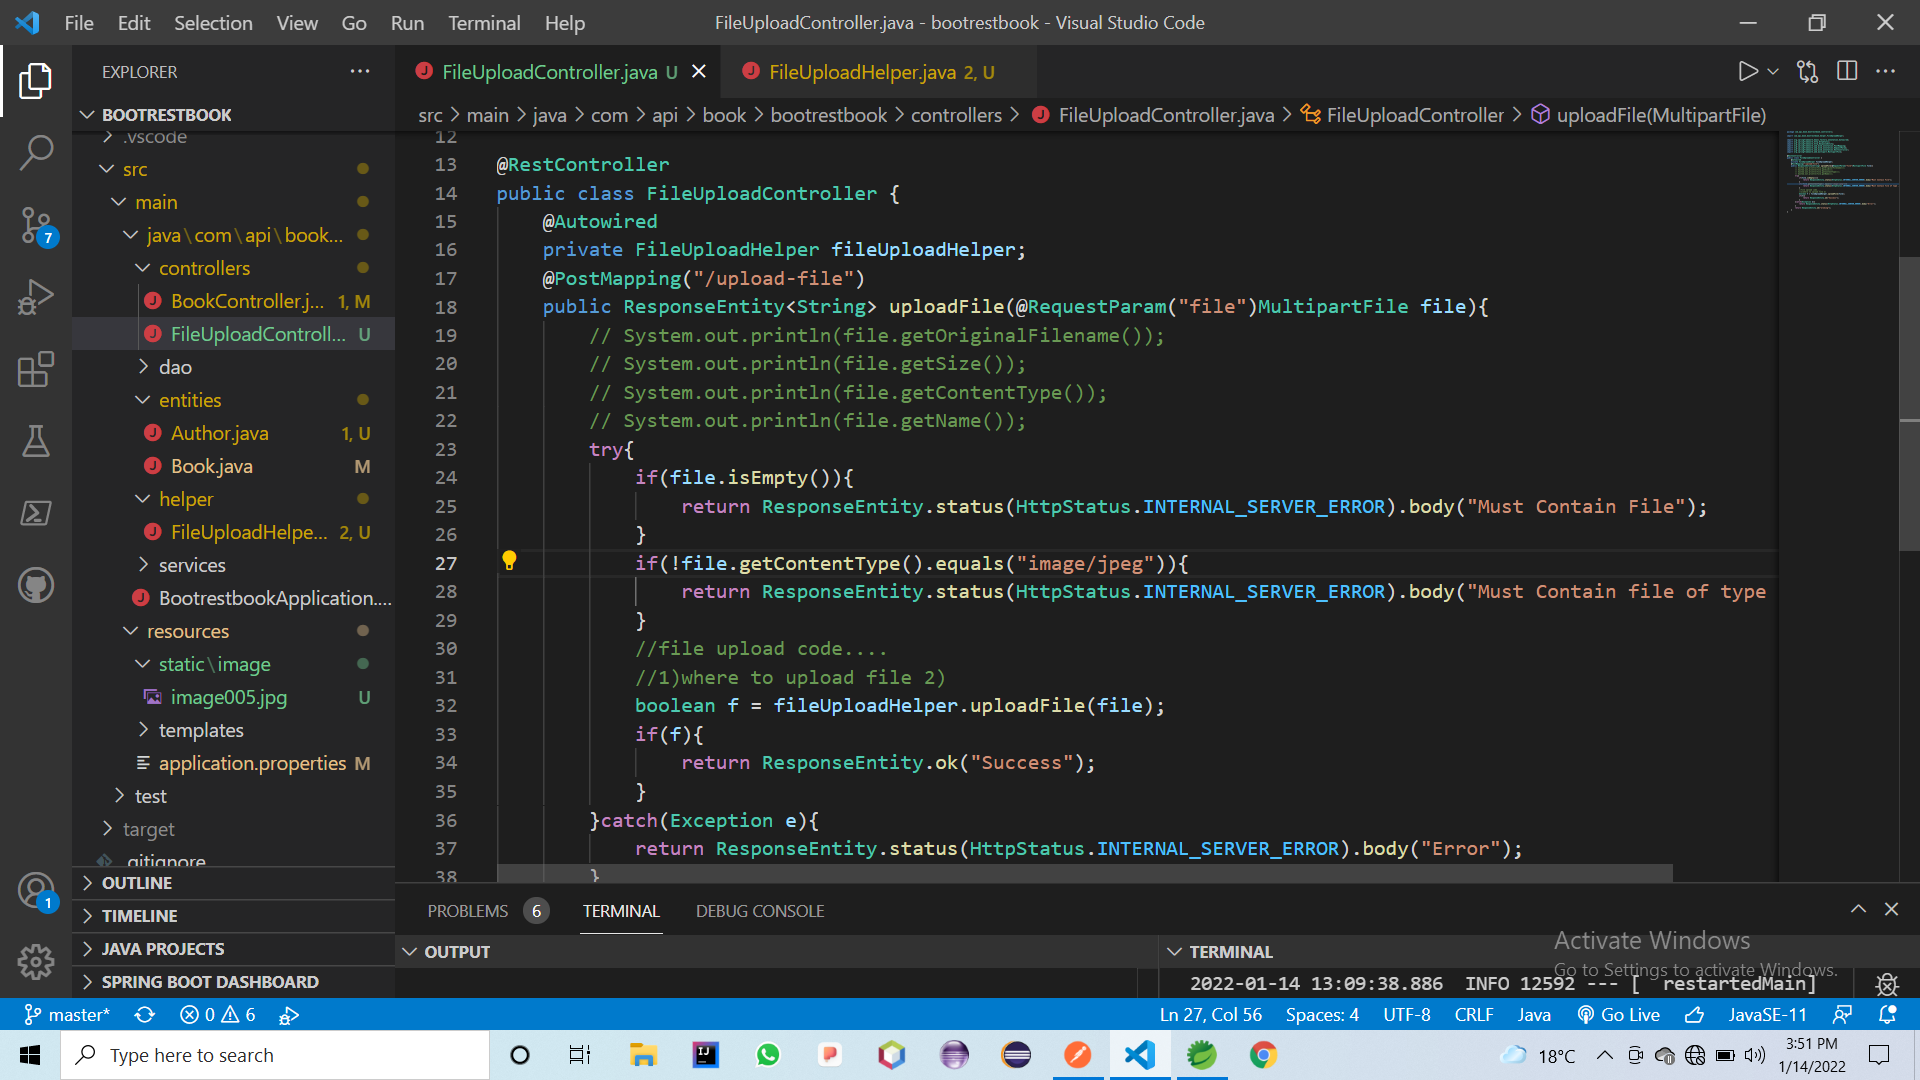 File Edit Selection View Go Run Terminal Help
FileUploadController.java - bootrestbook - Visual Studio Code
EXPLORER
BOOTRESTBOOK
.vscode
src
main
java\com\api\book...
controllers
BookController.j... 1, M
FileUploadControll... U
dao
entities
Author.java 1, U
Book.java M
helper
FileUploadHelpe... 2, U
services
BootrestbookApplication....
resources
static\image
image005.jpg U
templates
application.properties M
test
target
.gitignore
OUTLINE
TIMELINE
JAVA PROJECTS
SPRING BOOT DASHBOARD
7
1
FileUploadController.java U
FileUploadHelper.java 2, U
src > main > java > com > api > book > bootrestbook > controllers > FileUploadController.java > FileUploadController > uploadFile(MultipartFile)
12
13 @RestController
14 public class FileUploadController {
15 @Autowired
16 private FileUploadHelper fileUploadHelper;
17 @PostMapping("/upload-file")
18 public ResponseEntity<String> uploadFile(@RequestParam("file")MultipartFile file){
19 // System.out.println(file.getOriginalFilename());
20 // System.out.println(file.getSize());
21 // System.out.println(file.getContentType());
22 // System.out.println(file.getName());
23 try{
24 if(file.isEmpty()){
25 return ResponseEntity.status(HttpStatus.INTERNAL_SERVER_ERROR).body("Must Contain File");
26 }
27 if(!file.getContentType().equals("image/jpeg")){
28 return ResponseEntity.status(HttpStatus.INTERNAL_SERVER_ERROR).body("Must Contain file of type
29 }
30 //file upload code....
31 //1)where to upload file 2)
32 boolean f = fileUploadHelper.uploadFile(file);
33 if(f){
34 return ResponseEntity.ok("Success");
35 }
36 }catch(Exception e){
37 return ResponseEntity.status(HttpStatus.INTERNAL_SERVER_ERROR).body("Error");
38 }
PROBLEMS 6 TERMINAL DEBUG CONSOLE
OUTPUT
TERMINAL
Activate Windows
Go to Settings to activate Windows.
2022-01-14 13:09:38.886 INFO 12592 --- [ restartedMain]
master* 0 6
Ln 27, Col 56 Spaces: 4 UTF-8 CRLF Java Go Live JavaSE-11
Type here to search
18°C
3:51 PM
1/14/2022